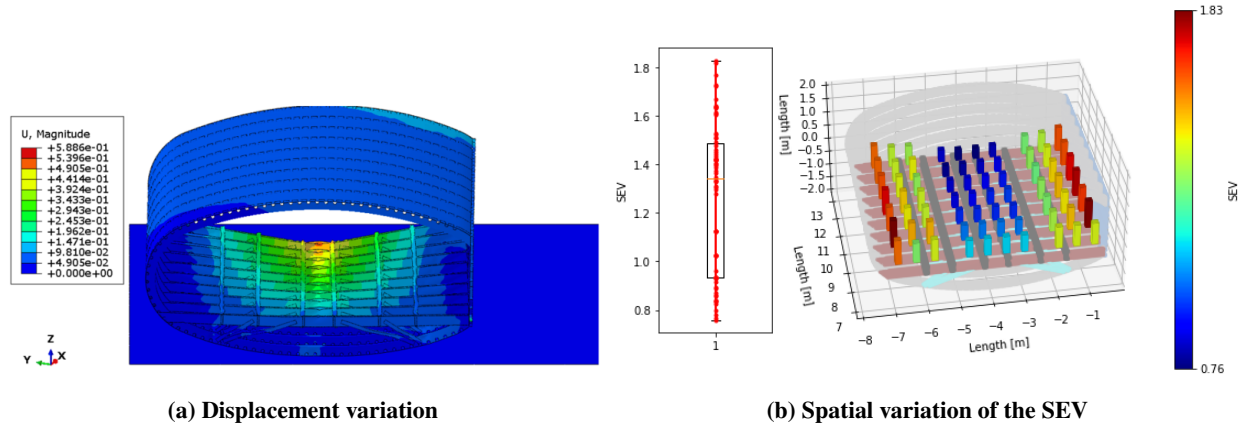 U, Magnitude
+5.886e-01
+5.396e-01
+4.905e-01
+4.414e-01
+3.924e-01
+3.433e-01
+2.943e-01
+2.453e-01
+1.962e-01
+1.471e-01
+9.810e-02
+4.905e-02
+0.000e+00
Z
Y
X
(a) Displacement variation
SEV
1.8
1.6
1.4
1.2
1.0
0.8
1
Length [m]
2.0
1.5
1.0
0.5
0.0
−0.5
−1.0
−1.5
−2.0
Length [m]
13
12
11
10
9
8
7
−8
−7
−6
−5
−4
−3
−2
−1
Length [m]
1.83
SEV
0.76
(b) Spatial variation of the SEV